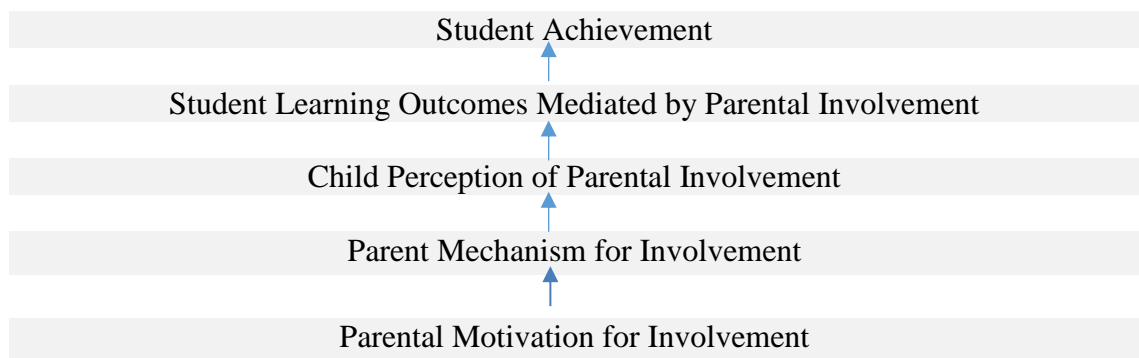 Student Achievement
Student Learning Outcomes Mediated by Parental Involvement
Child Perception of Parental Involvement
Parent Mechanism for Involvement
Parental Motivation for Involvement